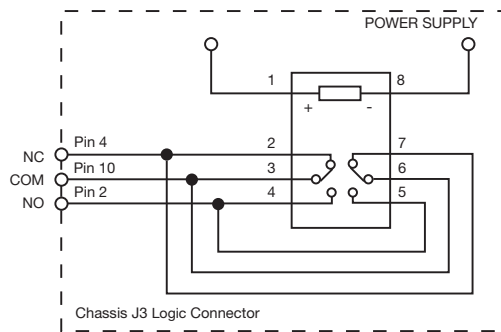 POWER SUPPLY
1 8
+ -
Pin 4 2 7
NC
Pin 10 3 6
COM
Pin 2 4 5
NO
Chassis J3 Logic Connector